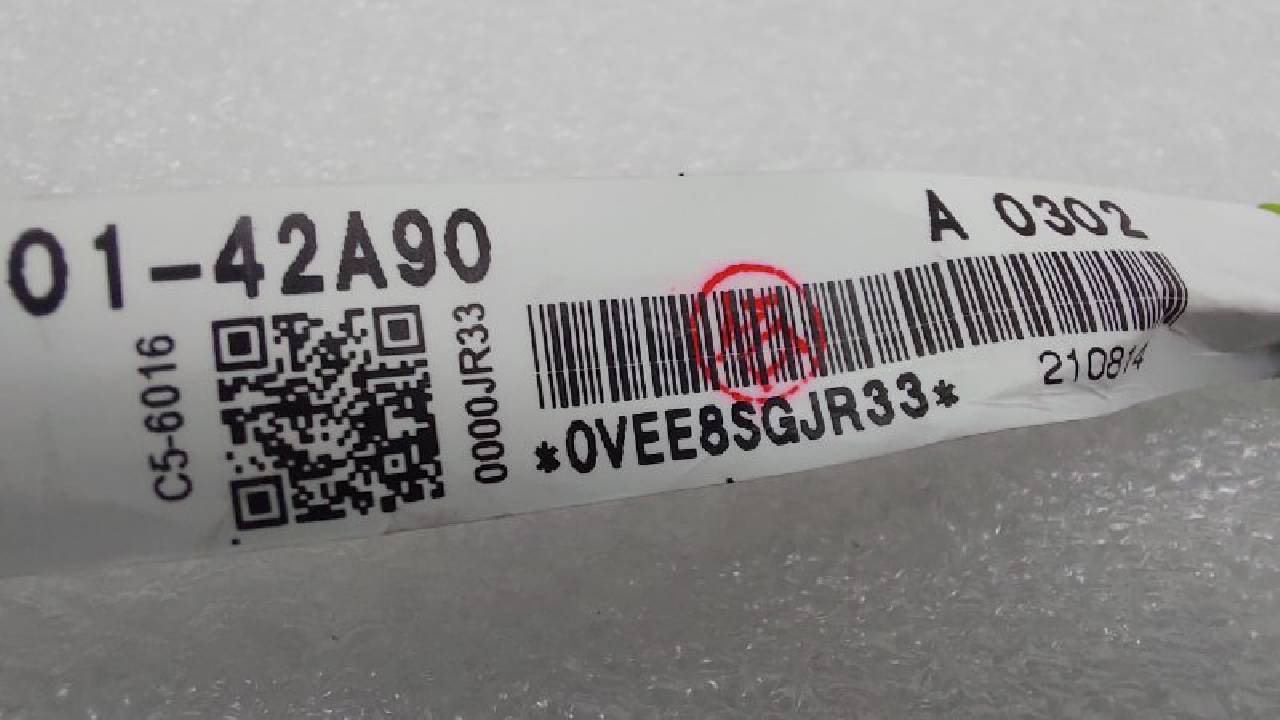 01-42A90
A 0302
C5-6016
0000JR33
210814
*0VEE8SGJR33*